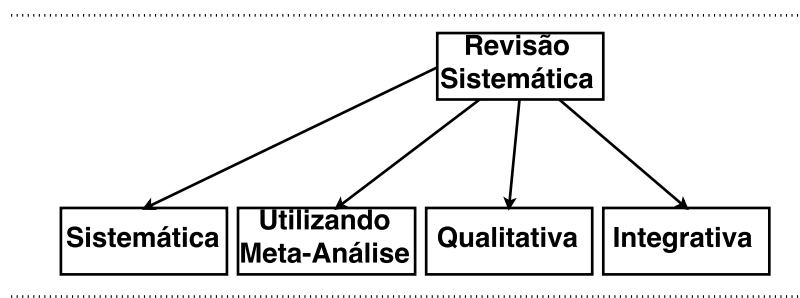 Revisão
Sistemática
Sistemática
Utilizando
Meta-Análise
Qualitativa
Integrativa